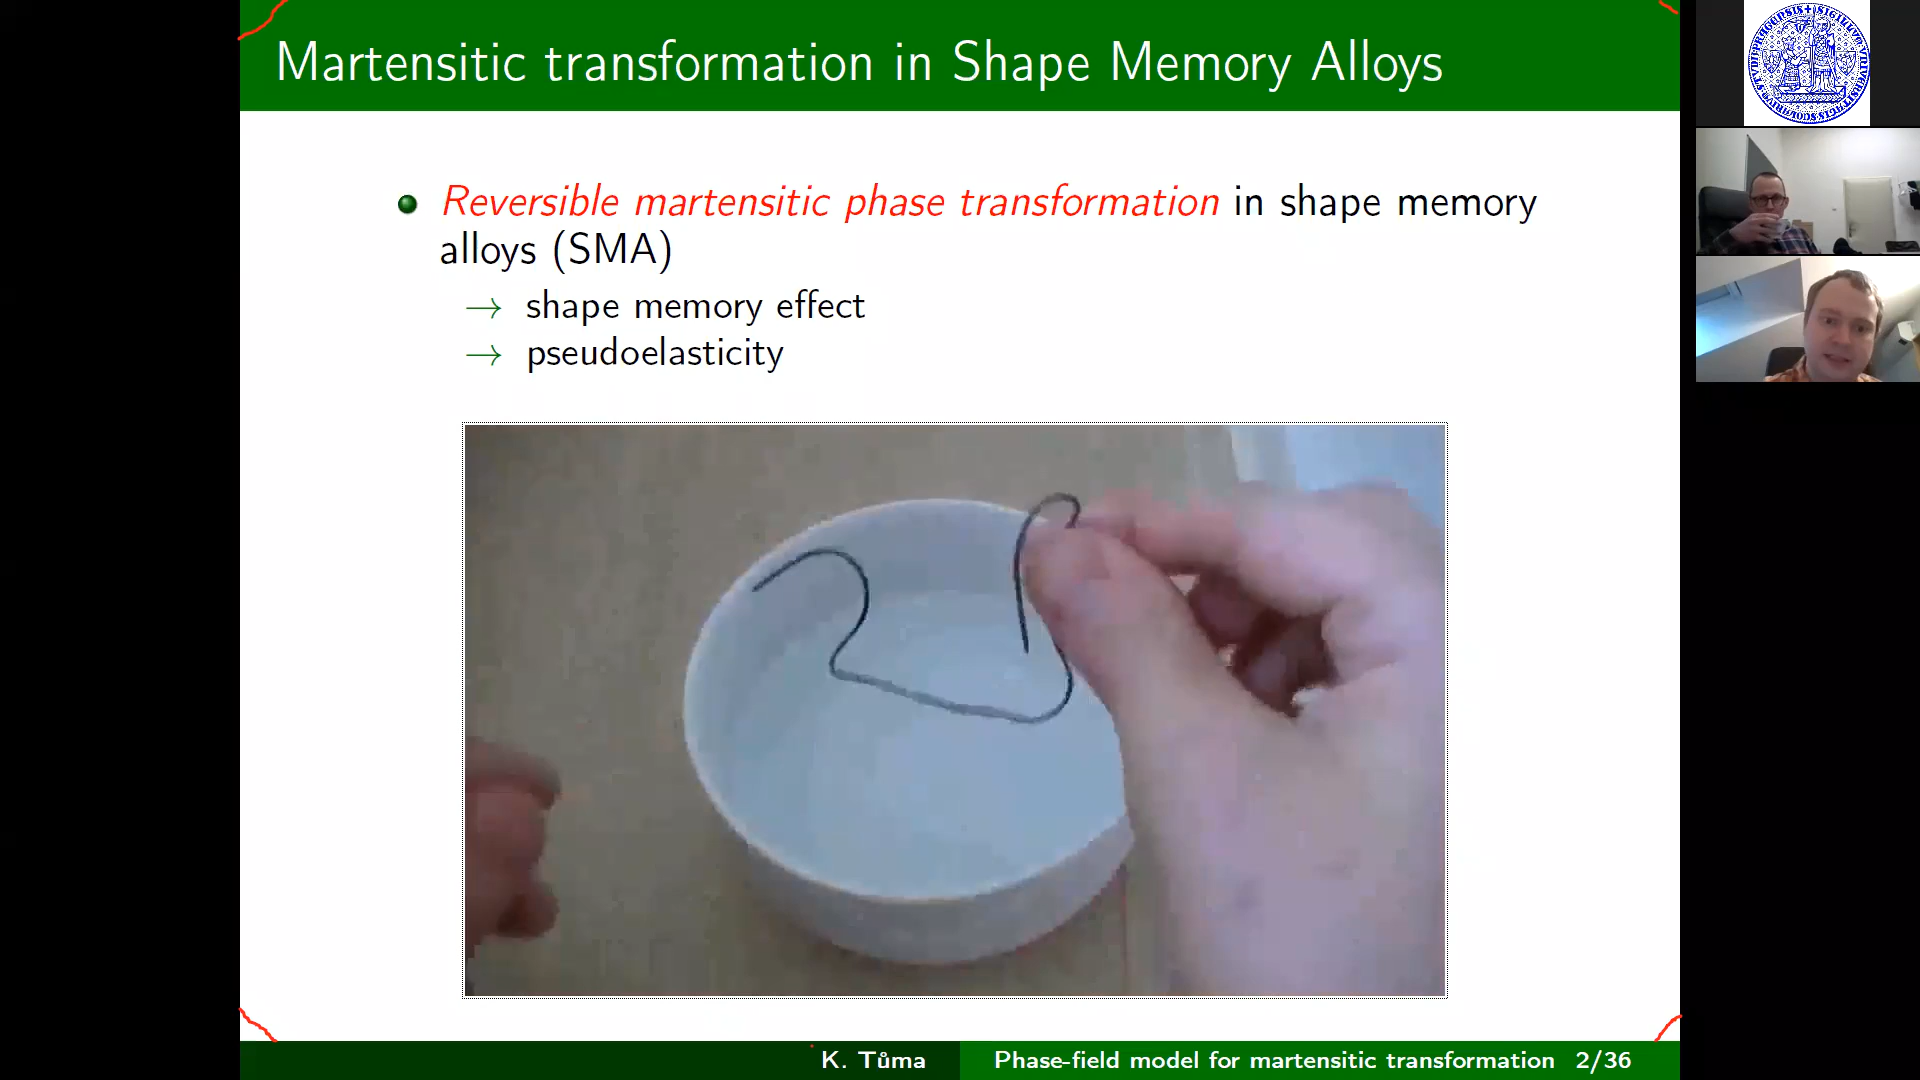 Martensitic transformation in Shape Memory Alloys
Reversible martensitic phase transformation in shape memory
alloys (SMA)
→ shape memory effect
→ pseudoelasticity
K. Tůma
Phase-field model for martensitic transformation 2/36